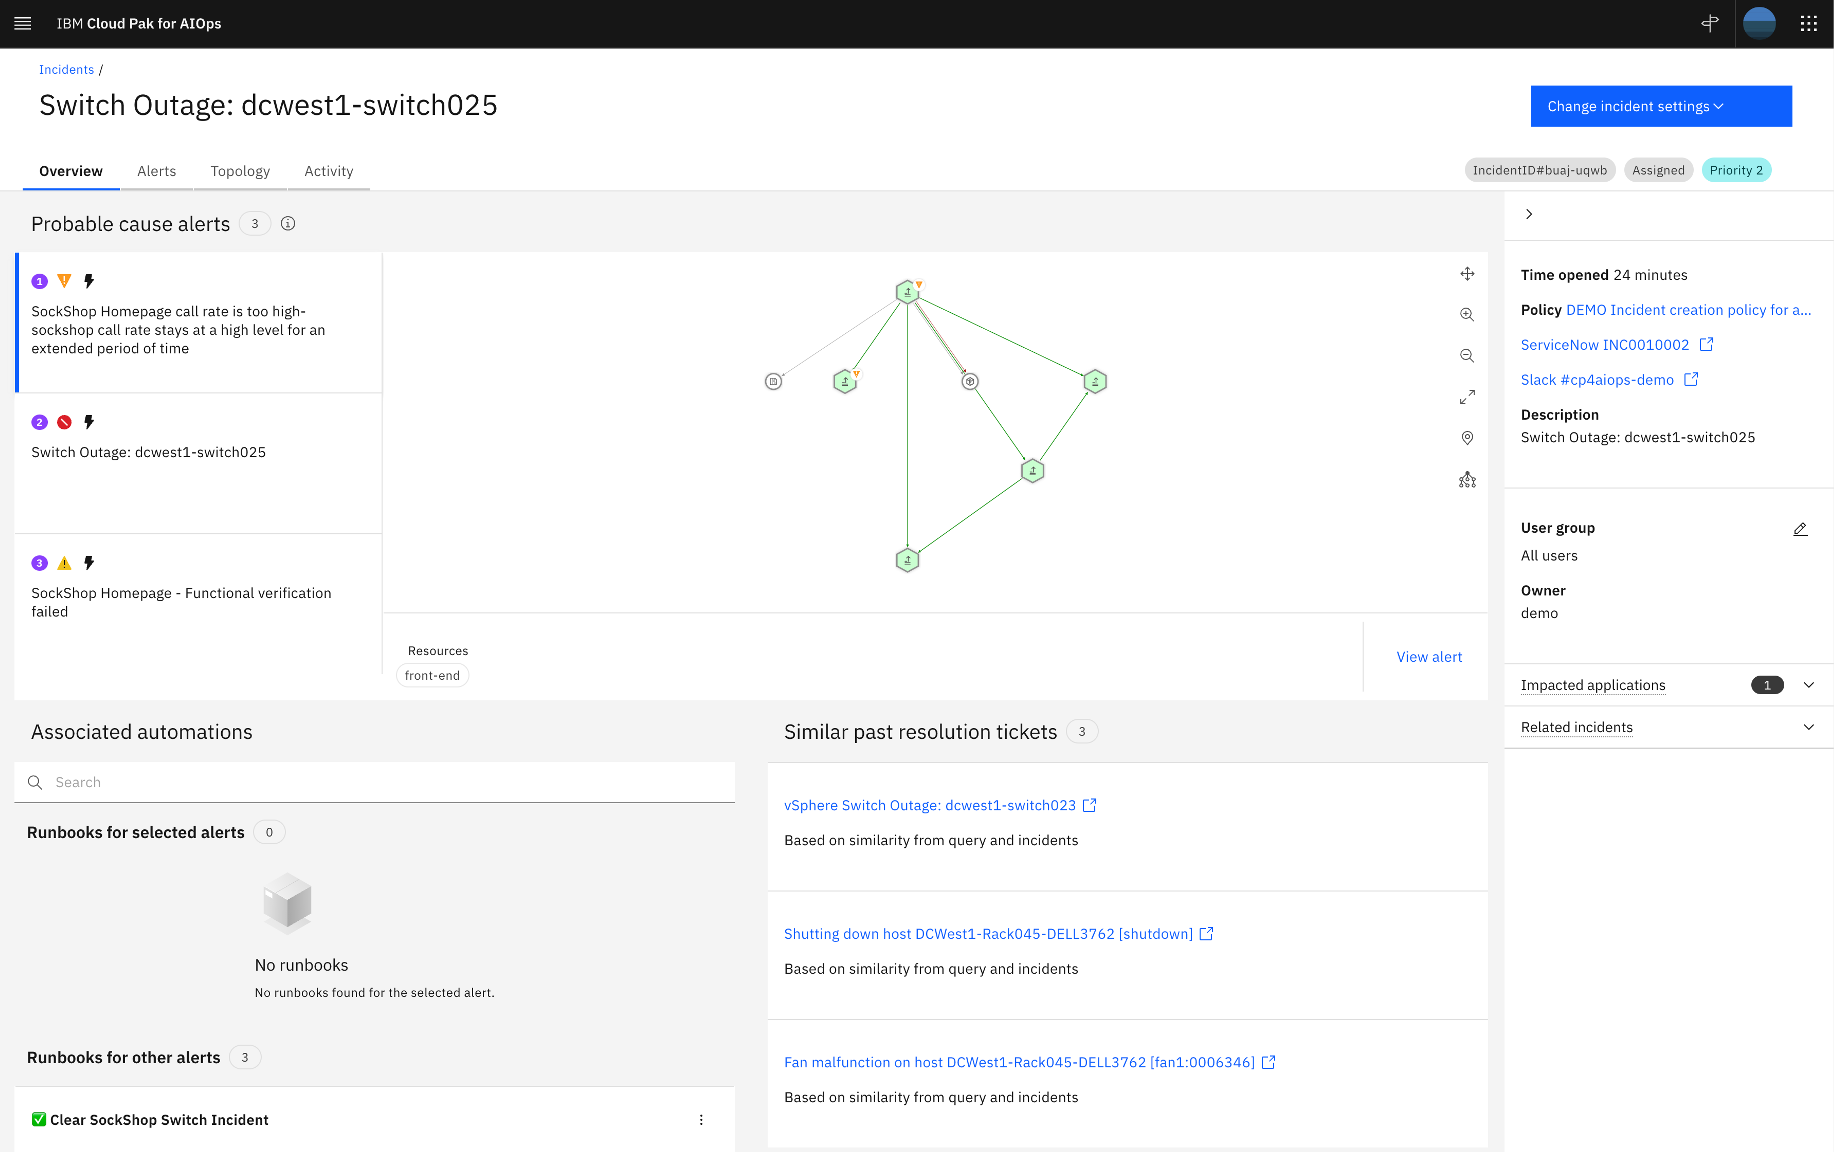 IBM Cloud Pak for AIOps
Incidents /
Switch Outage: dcwest1-switch025
Change incident settings
Overview
Alerts
Topology
Activity
IncidentID#buaj-uqwb
Assigned
Priority 2
Probable cause alerts 3
1
SockShop Homepage call rate is too high-
sockshop call rate stays at a high level for an
extended period of time
2
Switch Outage: dcwest1-switch025
3
SockShop Homepage - Functional verification
failed
Resources
front-end
View alert
Time opened 24 minutes
Policy DEMO Incident creation policy for a...
ServiceNow INC0010002
Slack #cp4aiops-demo
Description
Switch Outage: dcwest1-switch025
User group
All users
Owner
demo
Impacted applications 1
Related incidents
Associated automations
Search
Runbooks for selected alerts 0
No runbooks
No runbooks found for the selected alert.
Runbooks for other alerts 3
✅ Clear SockShop Switch Incident
Similar past resolution tickets 3
vSphere Switch Outage: dcwest1-switch023
Based on similarity from query and incidents
Shutting down host DCWest1-Rack045-DELL3762 [shutdown]
Based on similarity from query and incidents
Fan malfunction on host DCWest1-Rack045-DELL3762 [fan1:0006346]
Based on similarity from query and incidents